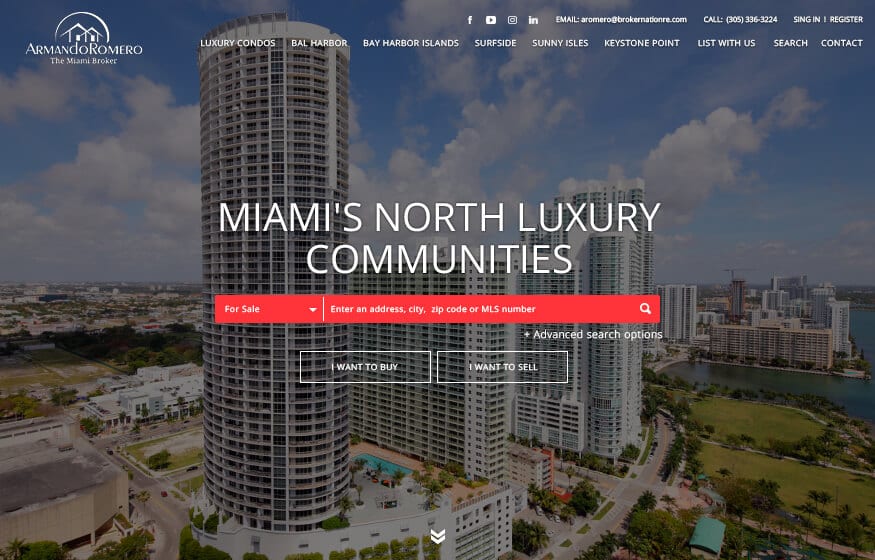 EMAIL: aromero@brokernationre.com
CALL: (305) 336-3224
SING IN | REGISTER
ARMANDOROMERO
The Miami Broker
LUXURY CONDOS
BAL HARBOR
BAY HARBOR ISLANDS
SURFSIDE
SUNNY ISLES
KEYSTONE POINT
LIST WITH US
SEARCH
CONTACT
MIAMI'S NORTH LUXURY
COMMUNITIES
For Sale
Enter an address, city, zip code or MLS number
+ Advanced search options
I WANT TO BUY
I WANT TO SELL